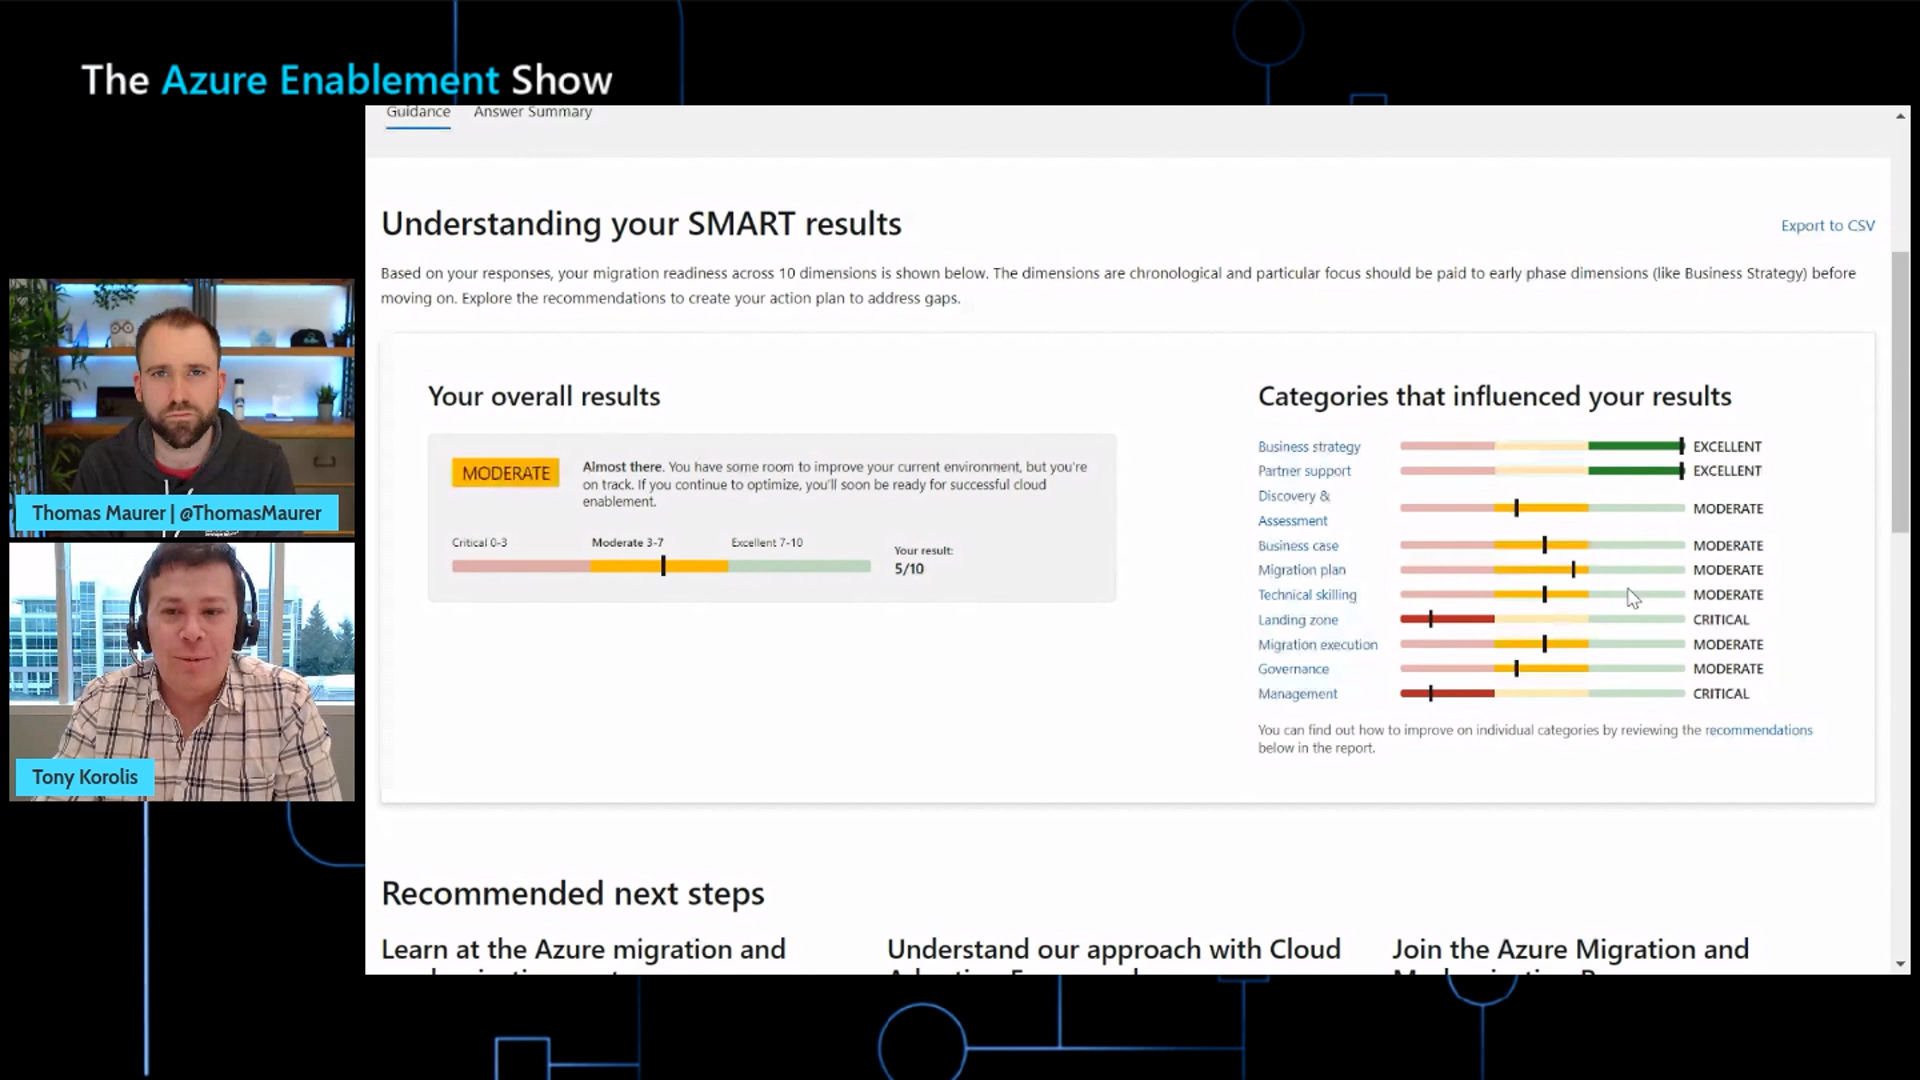 The Azure Enablement Show
Guidance Answer Summary
Understanding your SMART results
Export to CSV
Based on your responses, your migration readiness across 10 dimensions is shown below. The dimensions are chronological and particular focus should be paid to early phase dimensions (like Business Strategy) before
moving on. Explore the recommendations to create your action plan to address gaps.
Your overall results
MODERATE
Almost there. You have some room to improve your current environment, but you're
on track. If you continue to optimize, you'll soon be ready for successful cloud
enablement.
Critical 0-3 Moderate 3-7 Excellent 7-10
Your result:
5/10
Categories that influenced your results
Business strategy EXCELLENT
Partner support EXCELLENT
Discovery &
Assessment MODERATE
Business case MODERATE
Migration plan MODERATE
Technical skilling MODERATE
Landing zone CRITICAL
Migration execution MODERATE
Governance MODERATE
Management CRITICAL
You can find out how to improve on individual categories by reviewing the recommendations
below in the report.
Thomas Maurer | @ThomasMaurer
Tony Korolis
Recommended next steps
Learn at the Azure migration and
Understand our approach with Cloud
Join the Azure Migration and